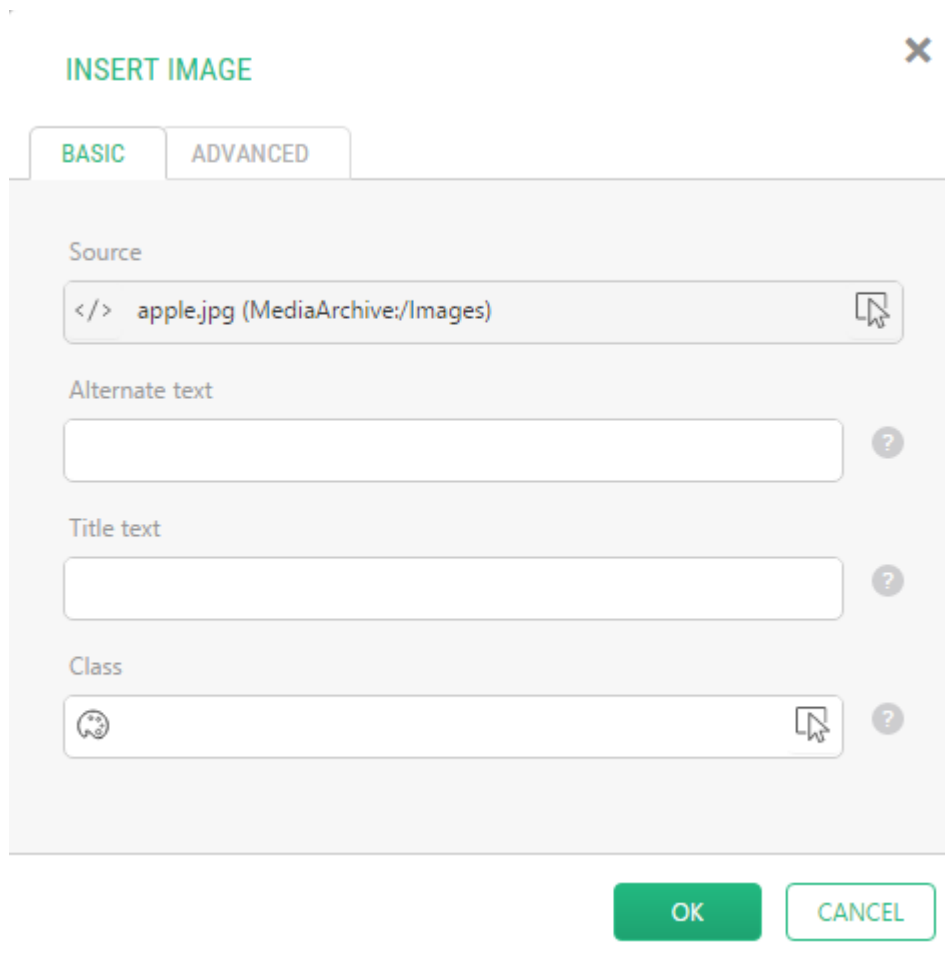 INSERT IMAGE
BASIC ADVANCED
Source
</> apple.jpg (MediaArchive:/Images)
Alternate text
?
Title text
?
Class
?
OK CANCEL